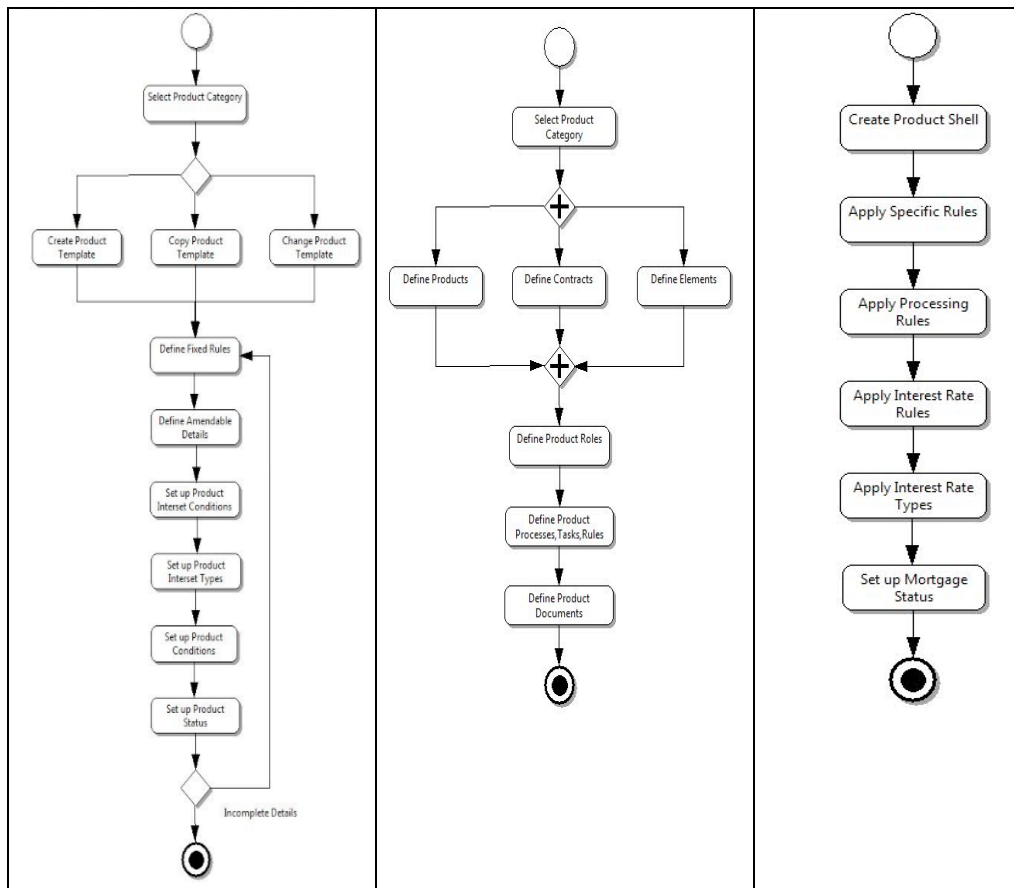 Select Product Category
Create Product
Template
Copy Product
Template
Change Product
Template
Define Fixed Rules
Define Amendable
Details
Set up Product
Interset Conditions
Set up Product
Interset Types
Set up Product
Conditions
Set up Product
Status
Incomplete Details
Select Product
Category
Define Products
Define Contracts
Define Elements
Define Product Roles
Define Product
Processes,Tasks,Rules
Define Product
Documents
Create Product Shell
Apply Specific Rules
Apply Processing
Rules
Apply Interest Rate
Rules
Apply Interest Rate
Types
Set up Mortgage
Status